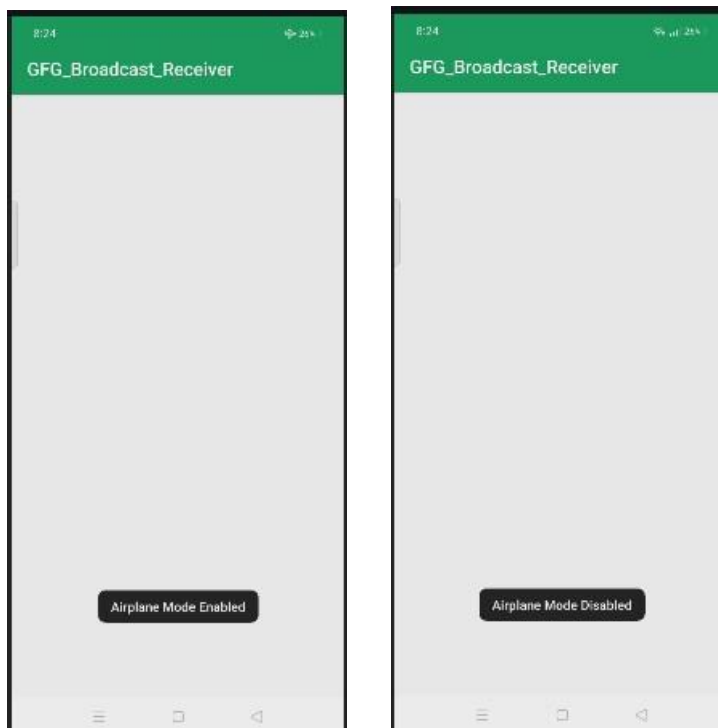 8:24
GFG_Broadcast_Receiver
Airplane Mode Enabled
8:24
GFG_Broadcast_Receiver
Airplane Mode Disabled